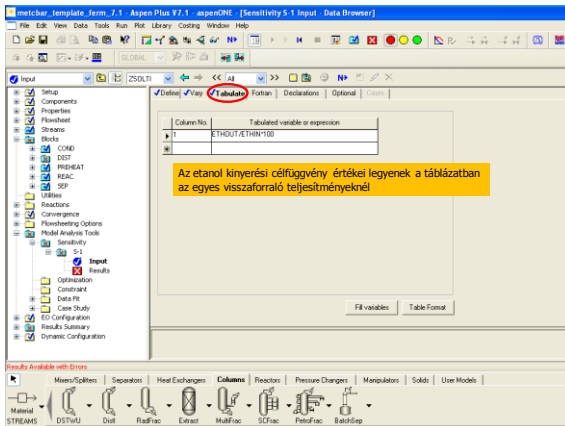 metcbar_template_ferm_7.1 - Aspen Plus V7.1 - aspenONE - [Sensitivity S-1 Input - Data Browser]
File Edit View Data Tools Run Plot Library Costing Window Help
GLOBAL
Input ZSOLTI << All >> N>
Setup
Components
Properties
Flowsheet
Streams
Blocks
COND
DIST
PREHEAT
REAC
SEP
Utilities
Reactions
Convergence
Flowsheeting Options
Model Analysis Tools
Sensitivity
S-1
Input
Results
Optimization
Constraint
Data Fit
Case Study
EO Configuration
Results Summary
Dynamic Configuration
Define Vary Tabulate Fortran Declarations Optional Cases
Column No. Tabulated variable or expression
1 ETHOUT/ETHIN*100
Az etanol kinyerési célfüggvény értékei legyenek a táblázatban
az egyes visszaforraló teljesítményeknél
Fill variables Table Format
Results Available with Errors
Mixers/Splitters Separators Heat Exchangers Columns Reactors Pressure Changers Manipulators Solids User Models
Material
STREAMS DSTWU Distl RadFrac Extract MultiFrac SCFrac PetroFrac BatchSep